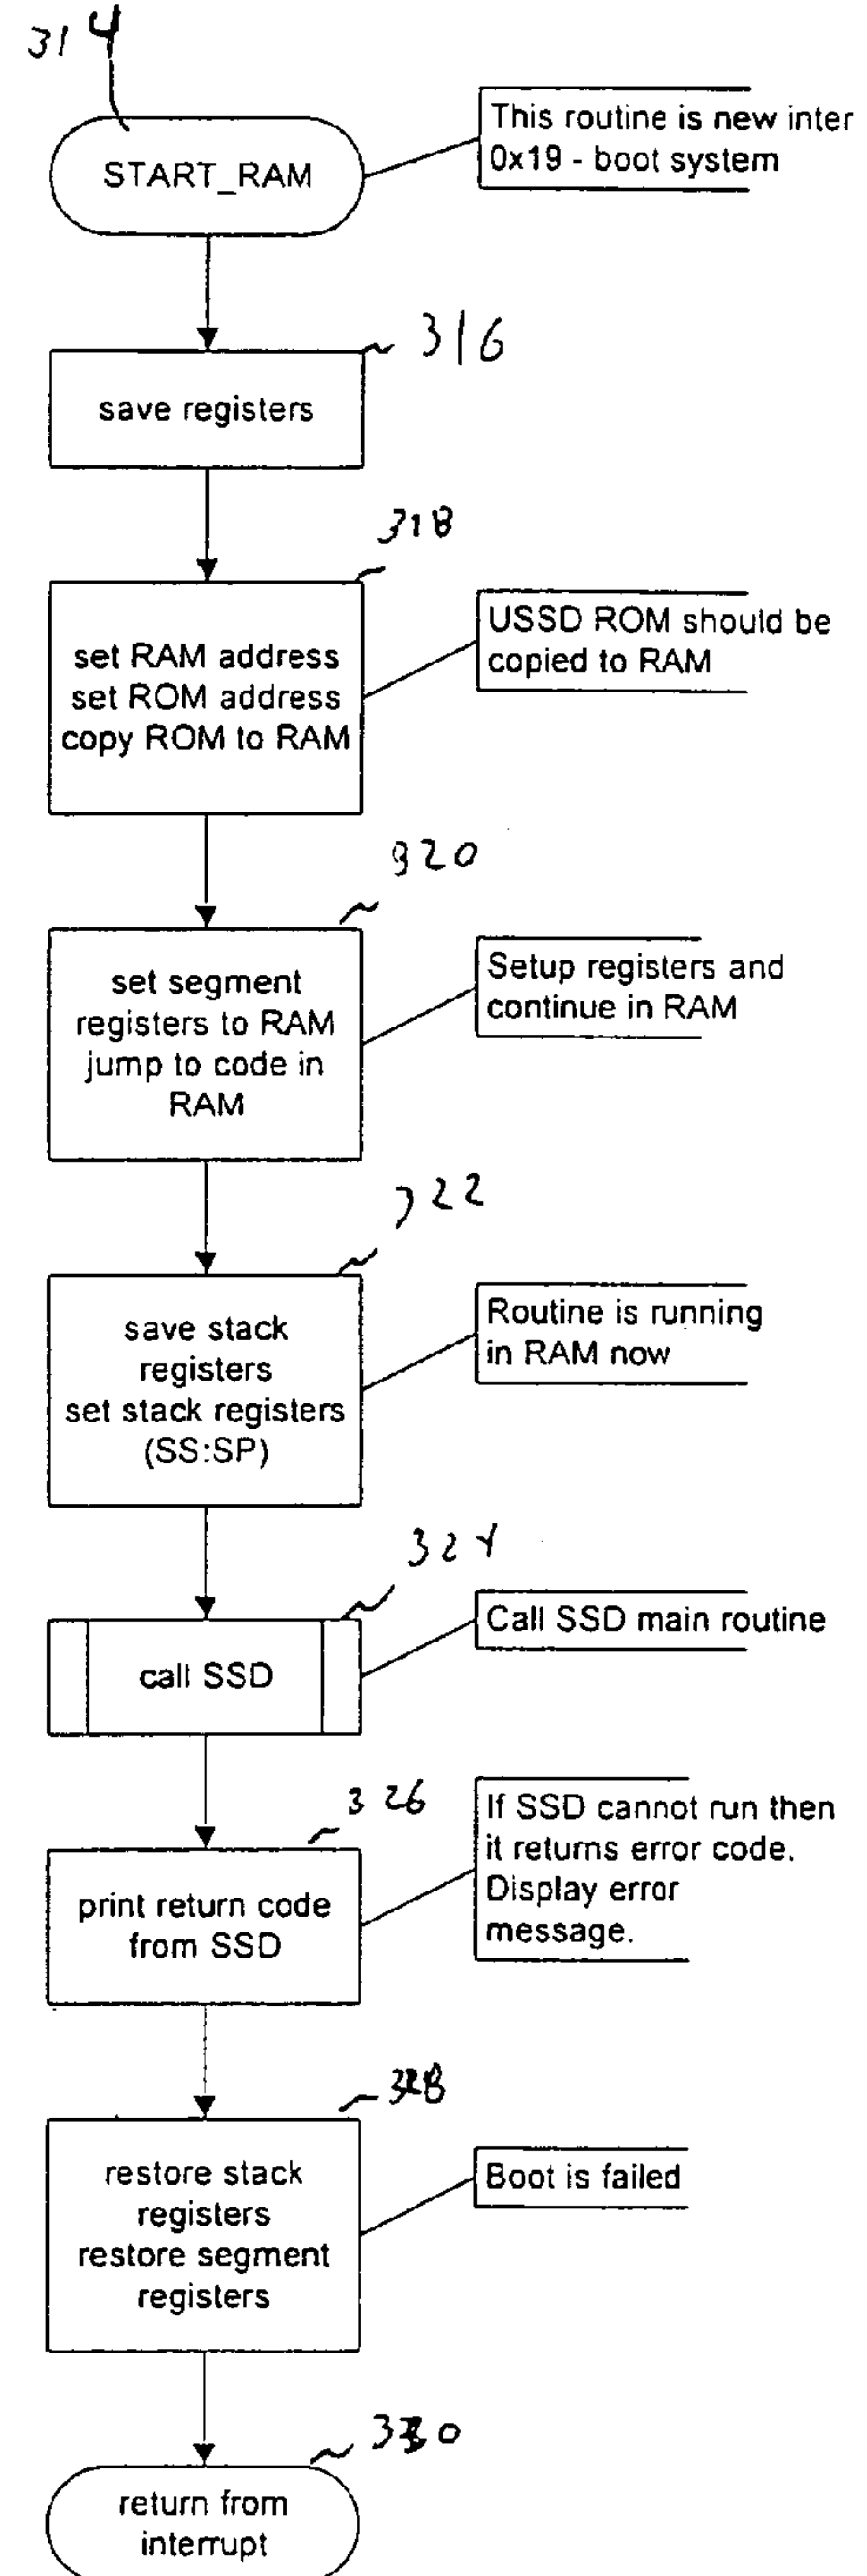 314
START_RAM
This routine is new inter
0x19 - boot system
316
save registers
318
set RAM address
set ROM address
copy ROM to RAM
USSD ROM should be
copied to RAM
320
set segment
registers to RAM
jump to code in
RAM
Setup registers and
continue in RAM
322
save stack
registers
set stack registers
(SS:SP)
Routine is running
in RAM now
324
call SSD
Call SSD main routine
326
print return code
from SSD
If SSD cannot run then
it returns error code.
Display error
message.
328
restore stack
registers
restore segment
registers
Boot is failed
330
return from
interrupt